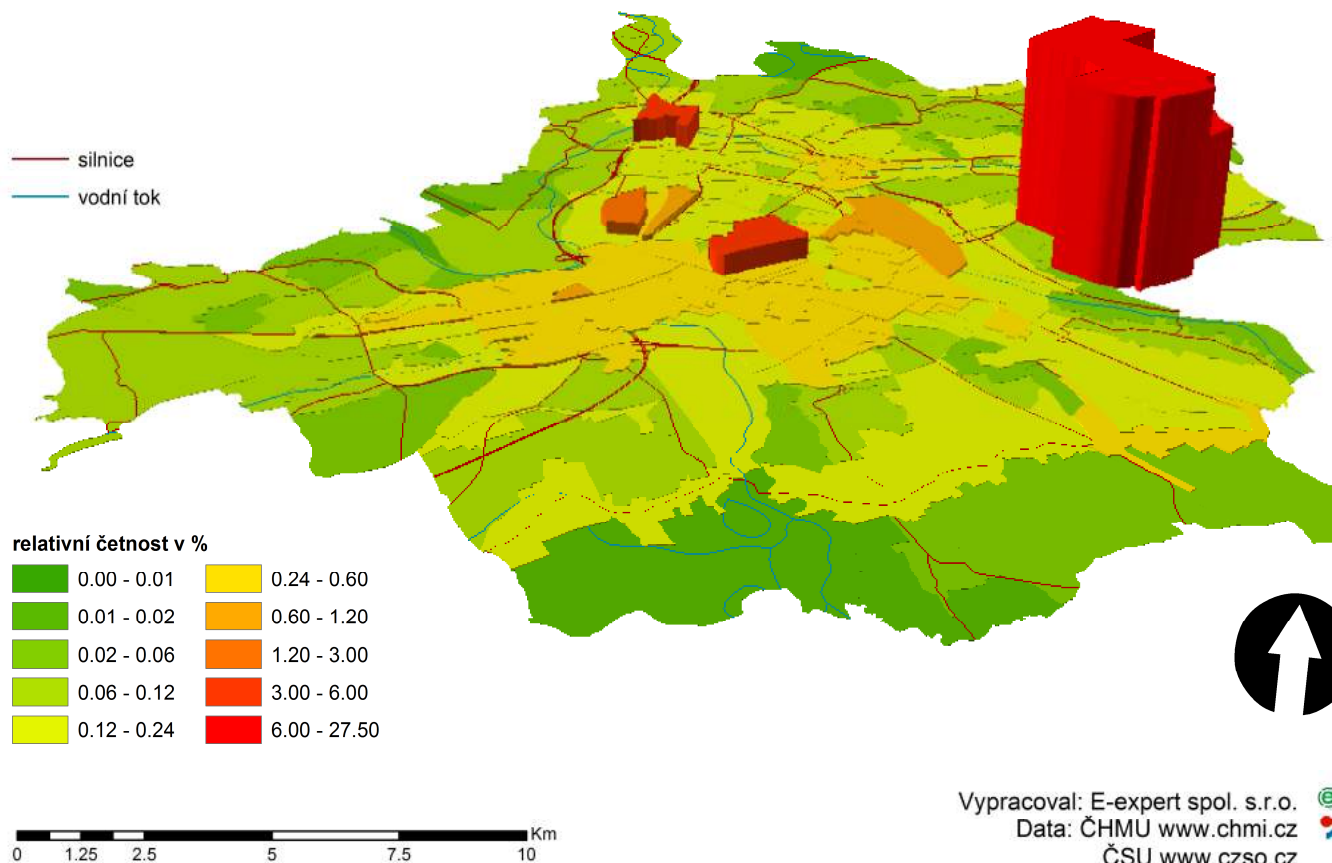 silnice
vodní tok
relativní četnost v %
0.00 - 0.01
0.01 - 0.02
0.02 - 0.06
0.06 - 0.12
0.12 - 0.24
0.24 - 0.60
0.60 - 1.20
1.20 - 3.00
3.00 - 6.00
6.00 - 27.50
Km
0 1.25 2.5 5 7.5 10
Vypracoval: E-expert spol. s.r.o.
Data: ČHMU www.chmi.cz
ČSU www.czso.cz